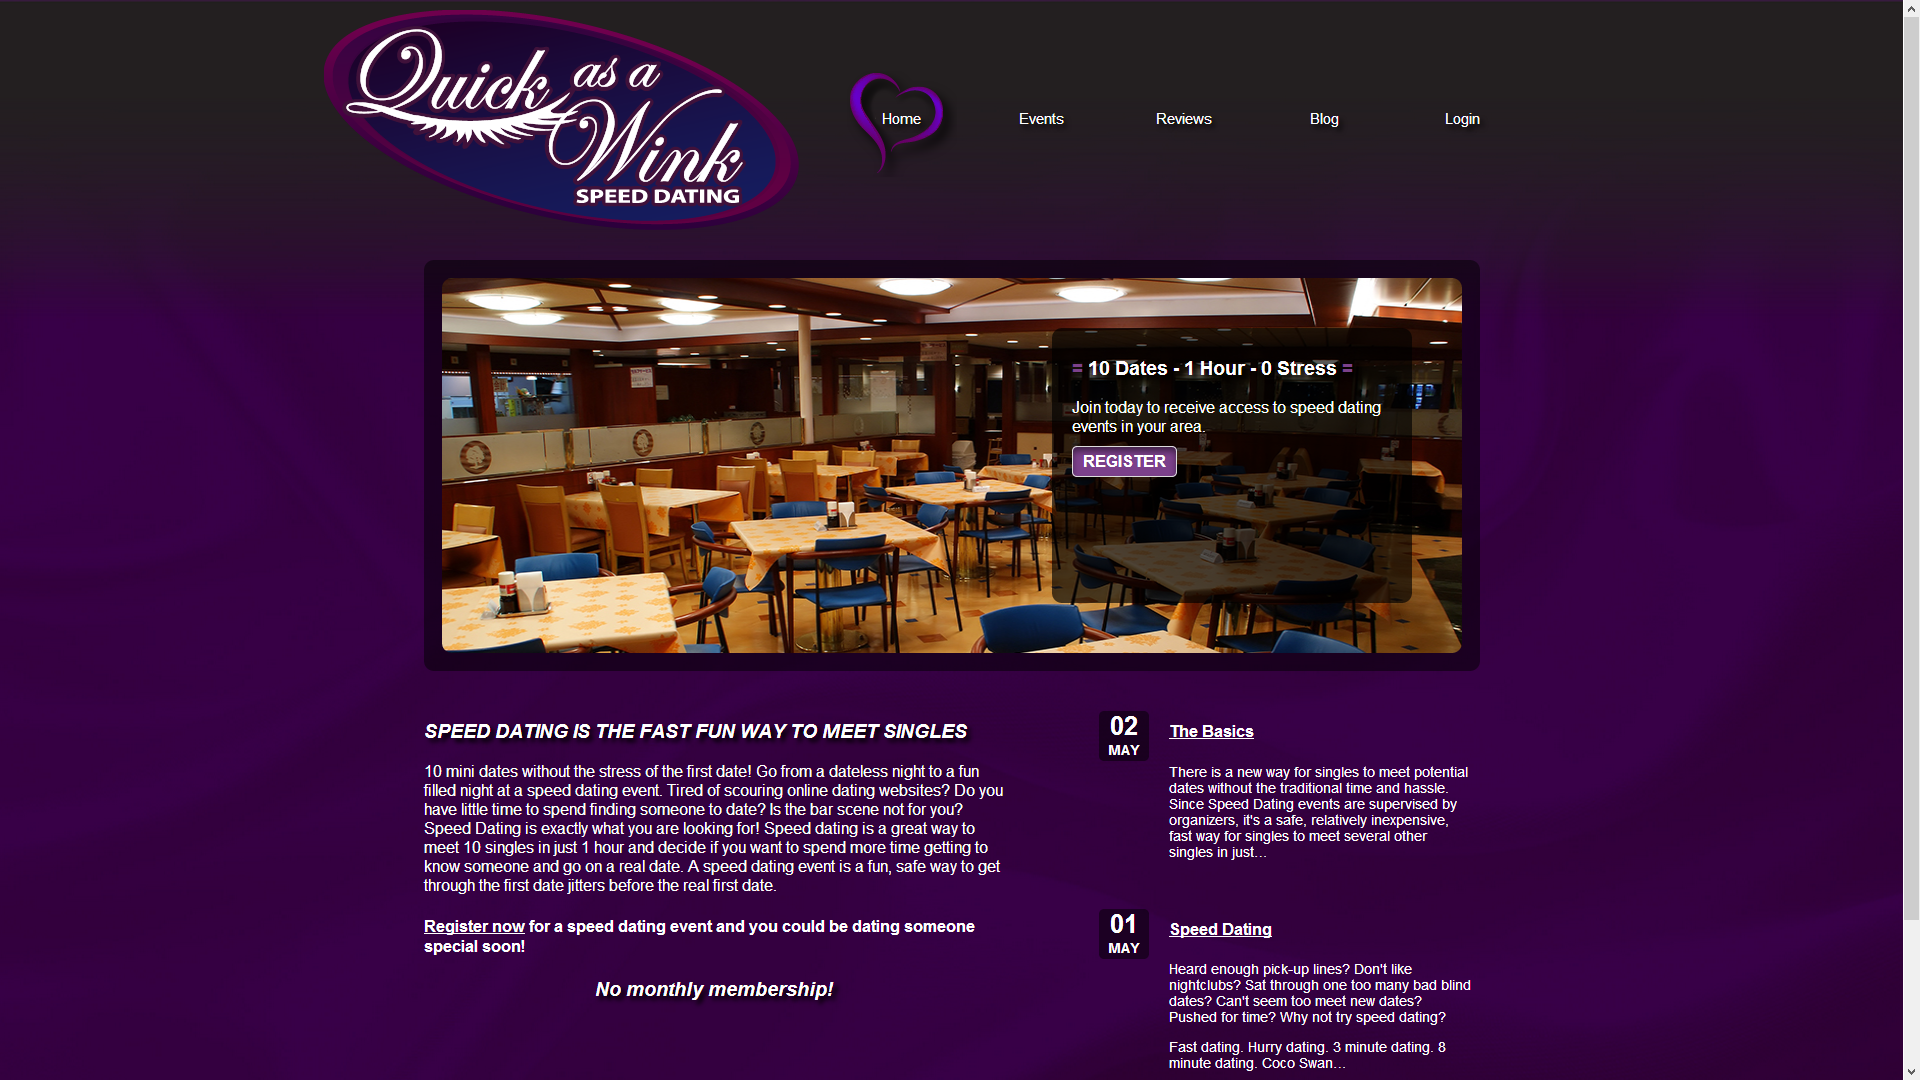 Quick as a
Wink
SPEED DATING
Home
Events
Reviews
Blog
Login
= 10 Dates - 1 Hour - 0 Stress =
Join today to receive access to speed dating
events in your area.
REGISTER
SPEED DATING IS THE FAST FUN WAY TO MEET SINGLES
10 mini dates without the stress of the first date! Go from a dateless night to a fun
filled night at a speed dating event. Tired of scouring online dating websites? Do you
have little time to spend finding someone to date? Is the bar scene not for you?
Speed Dating is exactly what you are looking for! Speed dating is a great way to
meet 10 singles in just 1 hour and decide if you want to spend more time getting to
know someone and go on a real date. A speed dating event is a fun, safe way to get
through the first date jitters before the real first date.
Register now for a speed dating event and you could be dating someone
special soon!
No monthly membership!
02
MAY
The Basics
There is a new way for singles to meet potential
dates without the traditional time and hassle.
Since Speed Dating events are supervised by
organizers, it's a safe, relatively inexpensive,
fast way for singles to meet several other
singles in just...
01
MAY
Speed Dating
Heard enough pick-up lines? Don't like
nightclubs? Sat through one too many bad blind
dates? Can't seem too meet new dates?
Pushed for time? Why not try speed dating?
Fast dating. Hurry dating. 3 minute dating. 8
minute dating. Coco Swan...